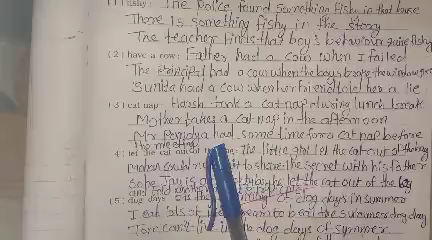 fishy: The Police found Something Fishy in that house
There is something fishy in the story
The teacher finds that boy's behaviour quite fishy
(2) have a cow: Father had a cow when I failed
The Principal had a cow when the boys broke the window
Sunita had a cow when her friend told her a lie
(3) cat nap: Harsh took a cat nap during lunch break
Mother takes a cat nap in the afternoon
Mr Pandya had some time for a cat nap before
the meeting
4) let the cat out of the bag: The little girl let the cat out of the bag
Mohan could not to share the secret with his father
let the cat out of the bag
(5) dog days of dog days in summer
I eat lots of to beat the summer dog days
can't in the dog days of summer